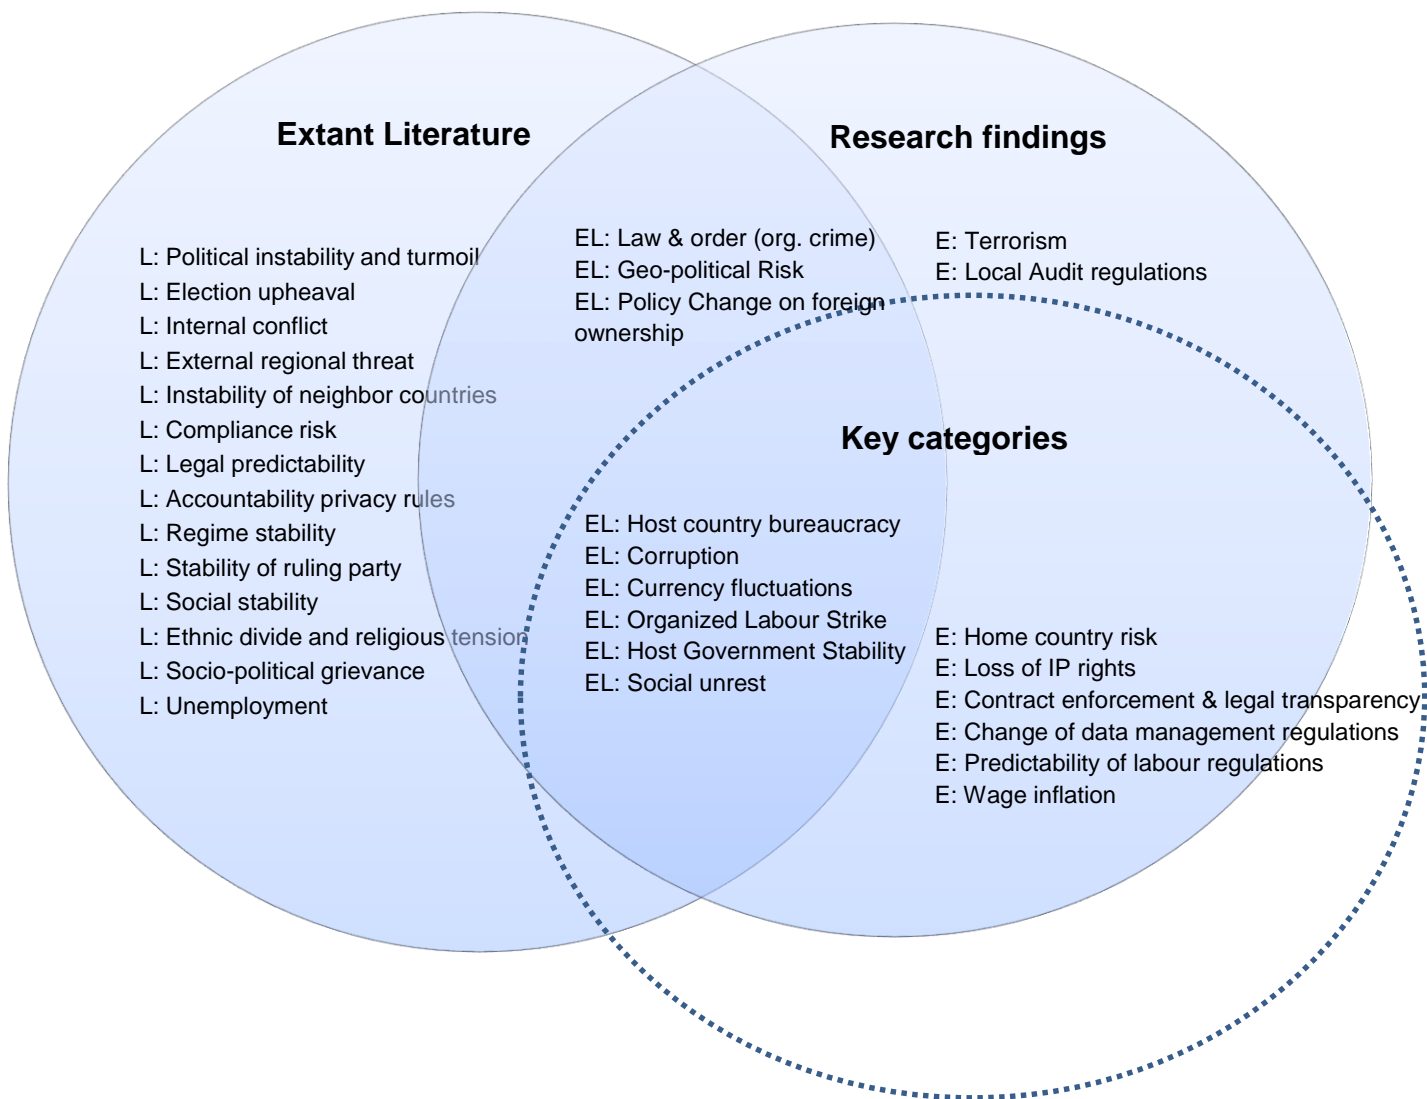 Extant Literature
L: Political instability and turmoil
L: Election upheaval
L: Internal conflict
L: External regional threat
L: Instability of neighbor countries
L: Compliance risk
L: Legal predictability
L: Accountability privacy rules
L: Regime stability
L: Stability of ruling party
L: Social stability
L: Ethnic divide and religious tension
L: Socio-political grievance
L: Unemployment
EL: Law & order (org. crime)
EL: Geo-political Risk
EL: Policy Change on foreign
ownership
Research findings
E: Terrorism
E: Local Audit regulations
Key categories
EL: Host country bureaucracy
EL: Corruption
EL: Currency fluctuations
EL: Organized Labour Strike
EL: Host Government Stability
EL: Social unrest
E: Home country risk
E: Loss of IP rights
E: Contract enforcement & legal transparency
E: Change of data management regulations
E: Predictability of labour regulations
E: Wage inflation